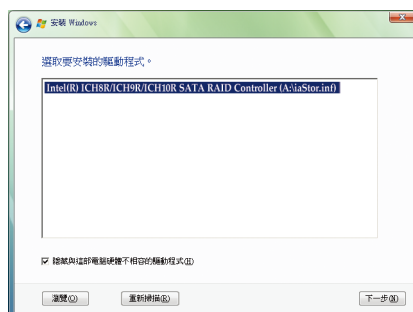 安裝 Windows
選取要安裝的驅動程式。
Intel(R) ICH8R/ICH9R/ICH10R SATA RAID Controller (A:\iaStor.inf)
隱藏與這部電腦硬體不相容的驅動程式(H)
瀏覽(O)
重新掃描(R)
下一步(N)